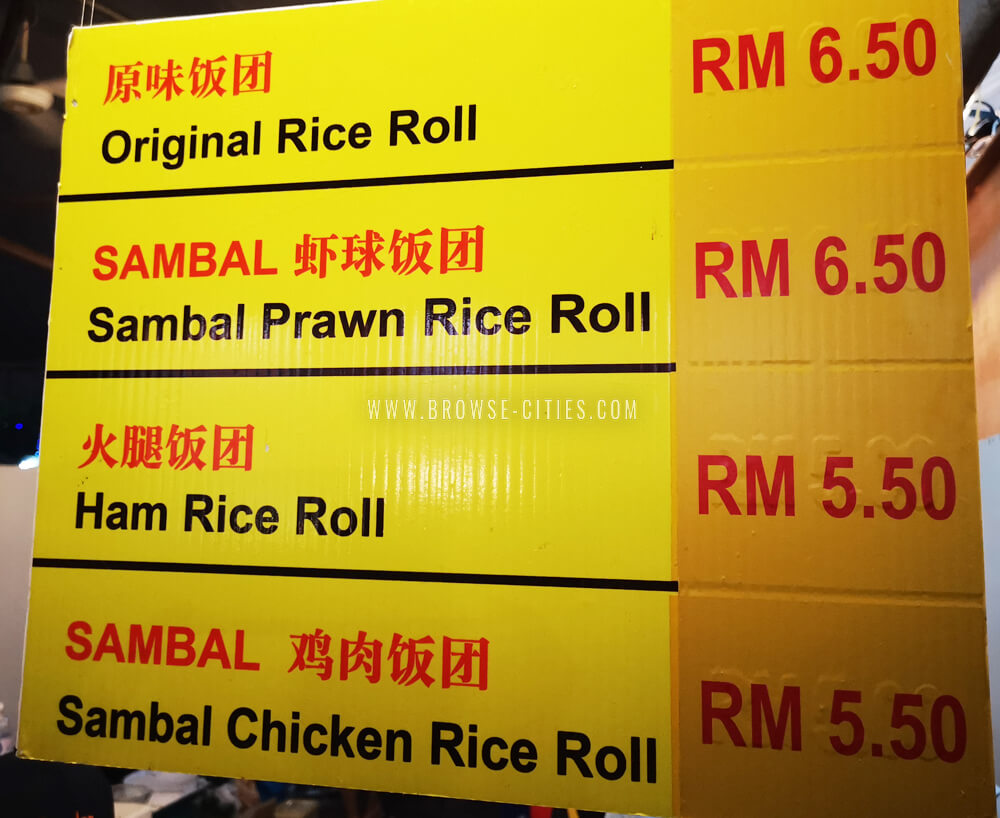 原味饭团
Original Rice Roll
RM 6.50
SAMBAL 虾球饭团
Sambal Prawn Rice Roll
RM 6.50
WWW.BROWSE-CITIES.COM
火腿饭团
Ham Rice Roll
RM 5.50
SAMBAL 鸡肉饭团
Sambal Chicken Rice Roll
RM 5.50